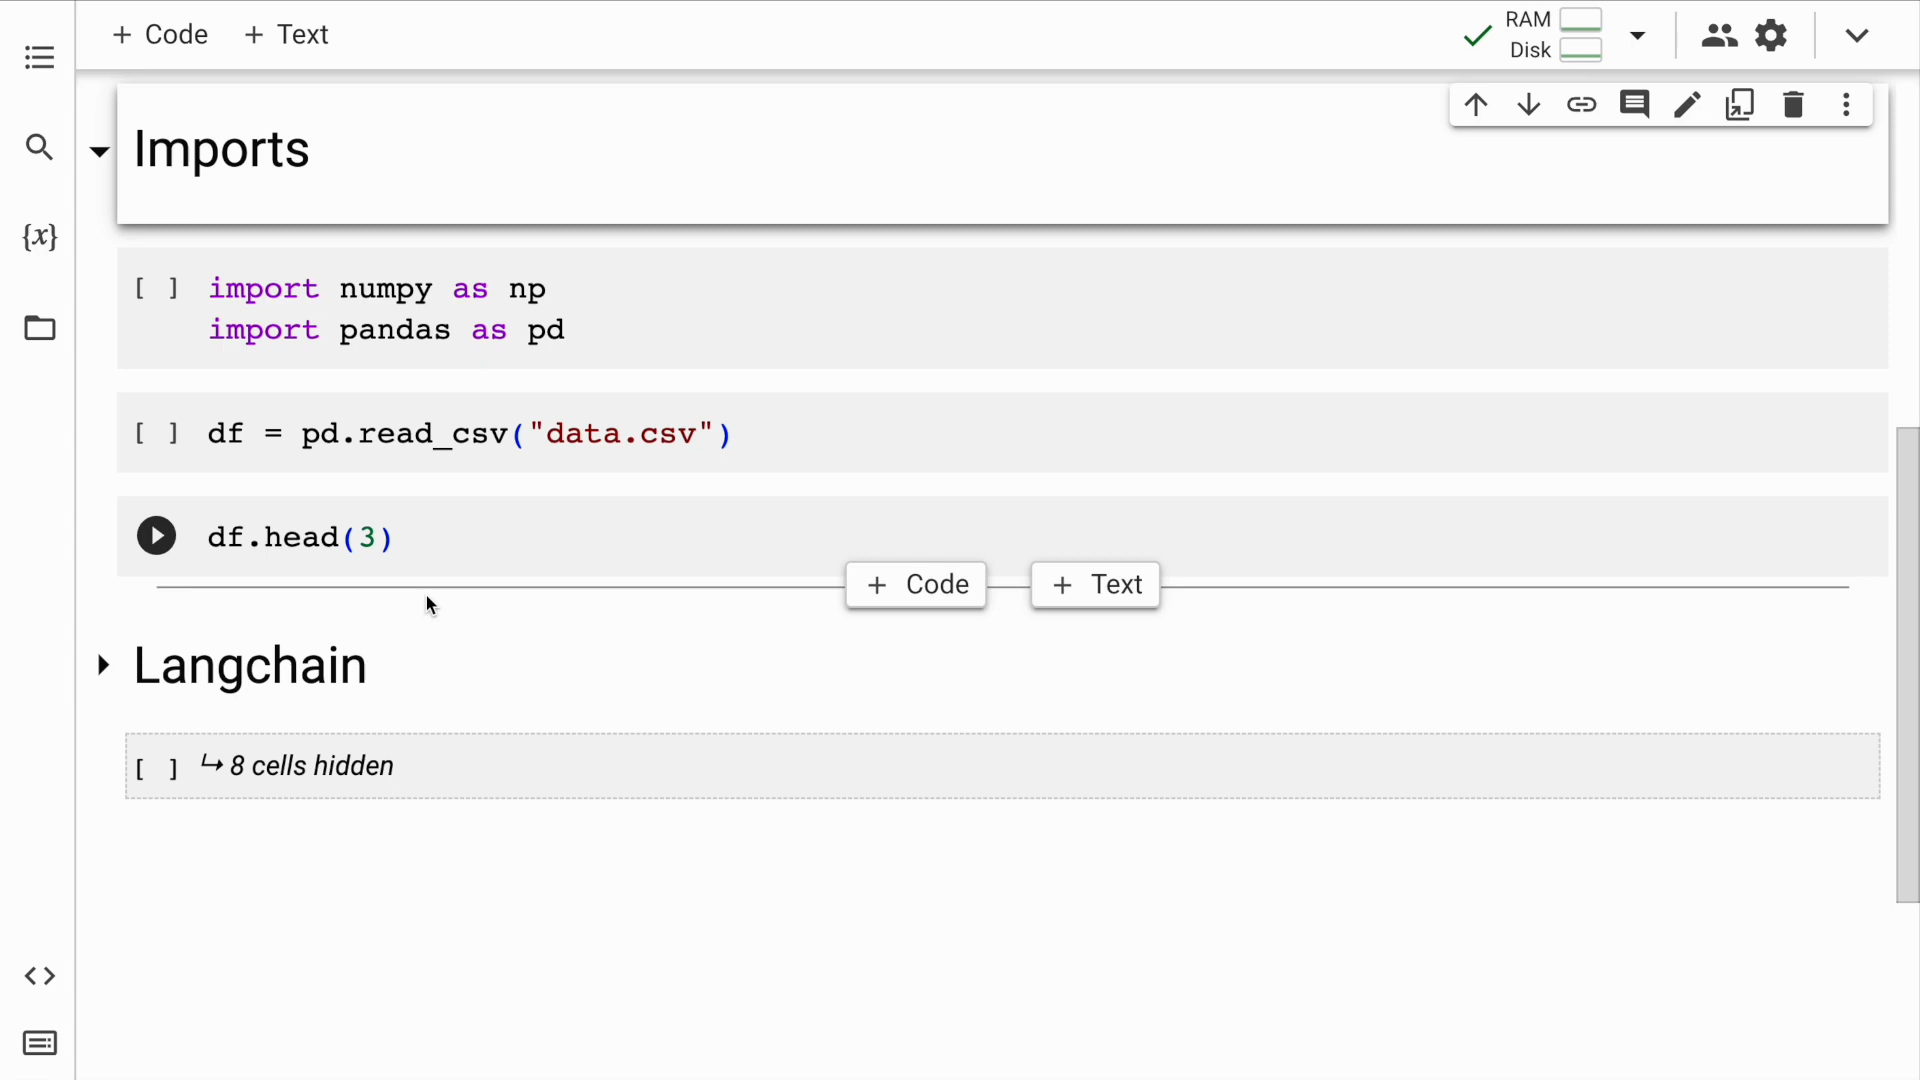 + Code + Text
RAM
Disk
Imports
{x}
[ ] import numpy as np
import pandas as pd
[ ] df = pd.read_csv("data.csv")
df.head(3)
+ Code + Text
Langchain
[ ] ↳ 8 cells hidden